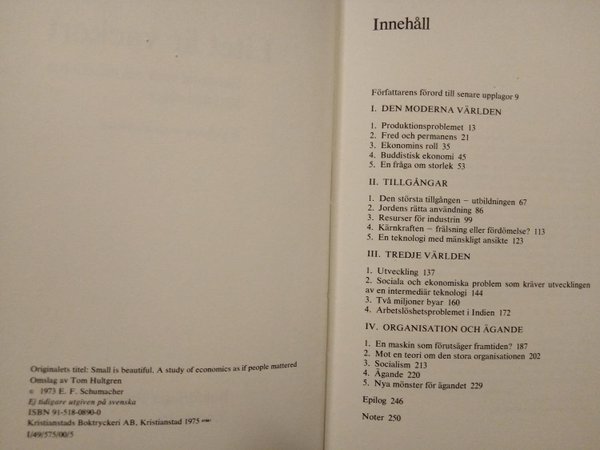 Originalets titel: Small is beautiful. A study of economics as if people mattered
Omslag av Tom Hultgren
© 1973 E. F. Schumacher
Ej tidigare utgiven på svenska
ISBN 91-518-0890-0
Kristianstads Boktryckeri AB, Kristianstad 1975
I/49/575/00/5
Innehåll
Författarens förord till senare upplagor 9
I. DEN MODERNA VÄRLDEN
1. Produktionsproblemet 13
2. Fred och permanens 21
3. Ekonomins roll 35
4. Buddistisk ekonomi 45
5. En fråga om storlek 53
II. TILLGÅNGAR
1. Den största tillgången – utbildningen 67
2. Jordens rätta användning 86
3. Resurser för industrin 99
4. Kärnkraften – frälsning eller fördömelse? 113
5. En teknologi med mänskligt ansikte 123
III. TREDJE VÄRLDEN
1. Utveckling 137
2. Sociala och ekonomiska problem som kräver utvecklingen
av en intermediär teknologi 144
3. Två miljoner byar 160
4. Arbetslöshetsproblemet i Indien 172
IV. ORGANISATION OCH ÄGANDE
1. En maskin som förutsäger framtiden? 187
2. Mot en teori om den stora organisationen 202
3. Socialism 213
4. Ägande 220
5. Nya mönster för ägandet 229
Epilog 246
Noter 250